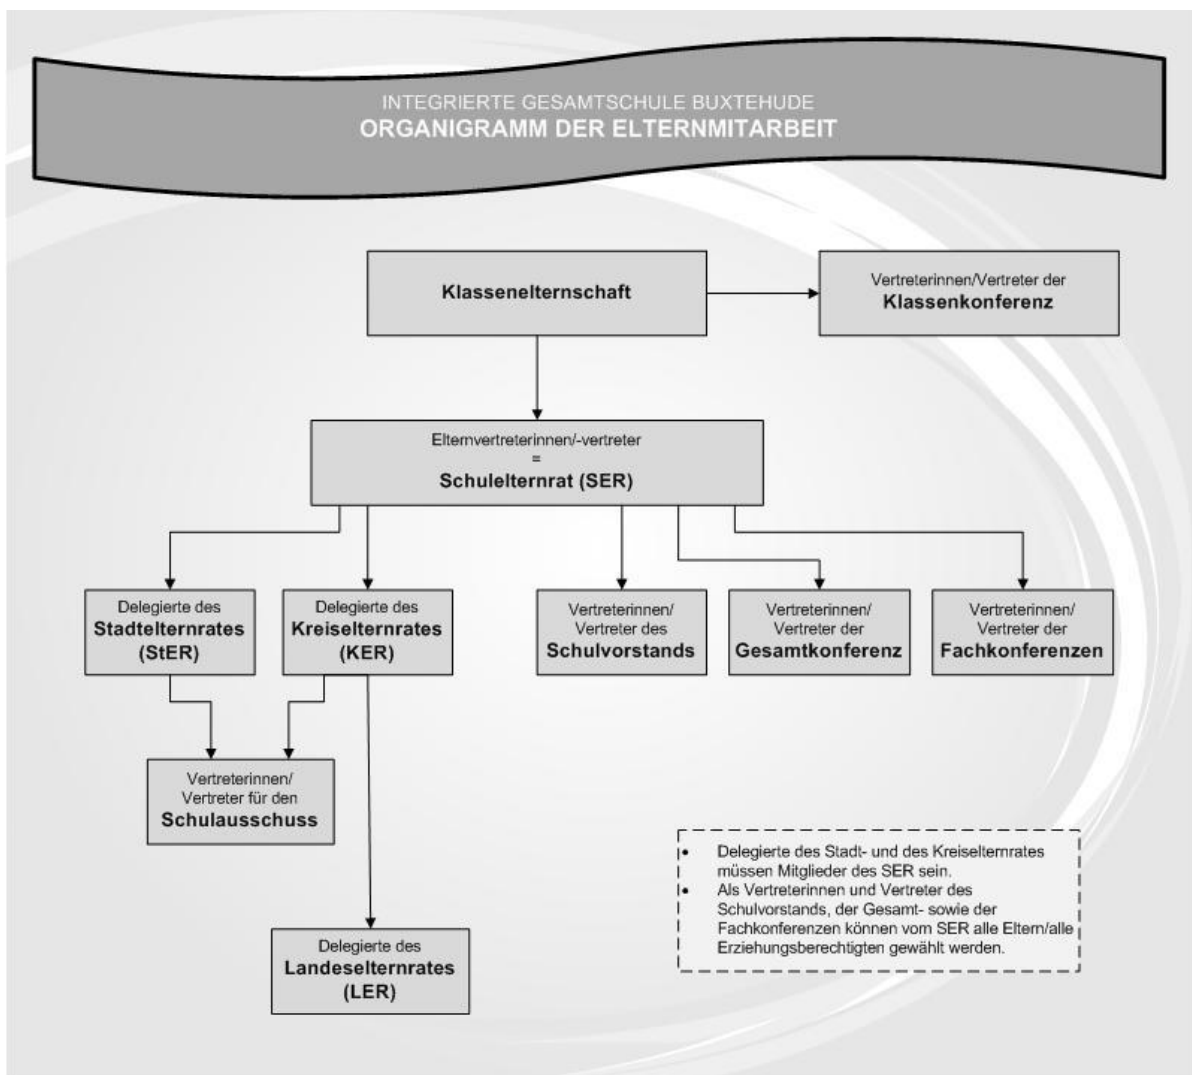 INTEGRIERTE GESAMTSCHULE BUXTEHUDE
ORGANIGRAMM DER ELTERNMITARBEIT
Klassenelternschaft
Vertreterinnen/Vertreter der
Klassenkonferenz
Elternvertreterinnen/-vertreter
=
Schulelternrat (SER)
Delegierte des
Stadtelternrates
(StER)
Delegierte des
Kreiselternrates
(KER)
Vertreterinnen/
Vertreter des
Schulvorstands
Vertreterinnen/
Vertreter der
Gesamtkonferenz
Vertreterinnen/
Vertreter der
Fachkonferenzen
Vertreterinnen/
Vertreter für den
Schulausschuss
Delegierte des
Landeselternrates
(LER)
• Delegierte des Stadt- und des Kreiselternrates
müssen Mitglieder des SER sein.
• Als Vertreterinnen und Vertreter des
Schulvorstands, der Gesamt- sowie der
Fachkonferenzen können vom SER alle Eltern/alle
Erziehungsberechtigten gewählt werden.